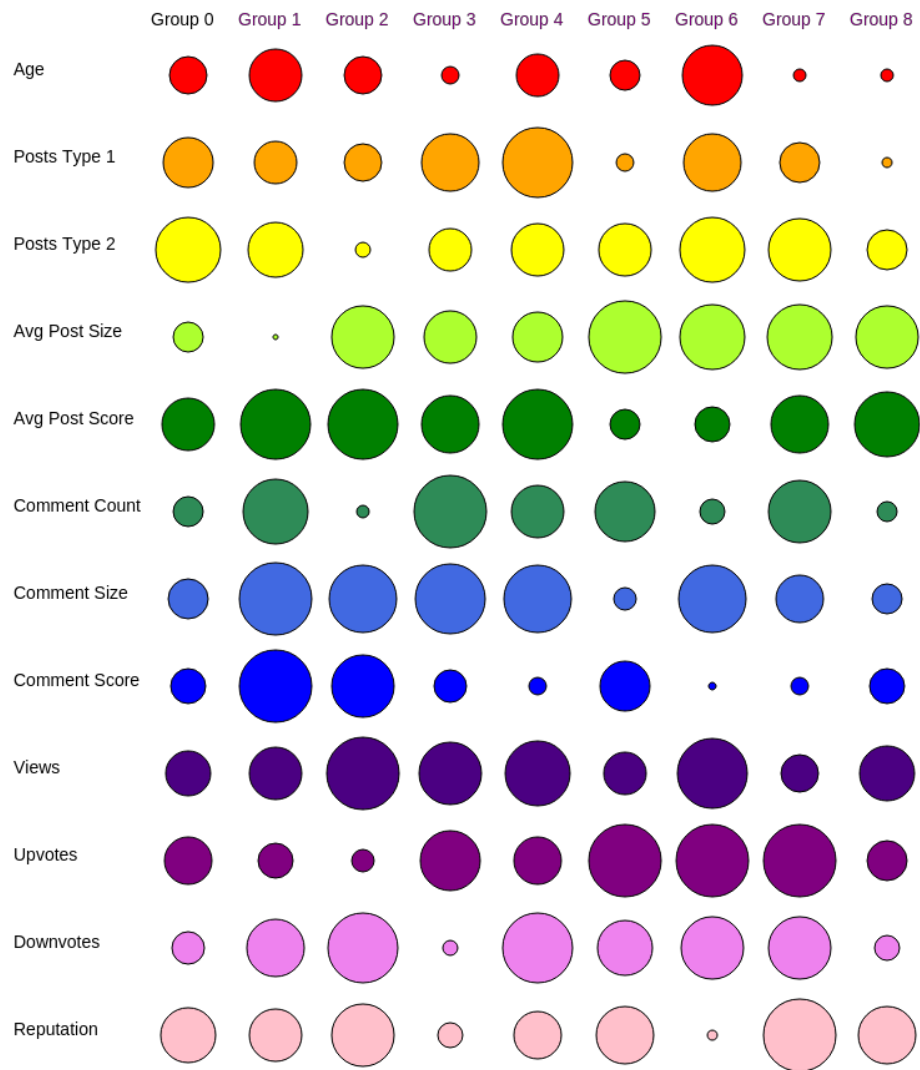 Group 0 Group 1 Group 2 Group 3 Group 4 Group 5 Group 6 Group 7 Group 8
Age
Posts Type 1
Posts Type 2
Avg Post Size
Avg Post Score
Comment Count
Comment Size
Comment Score
Views
Upvotes
Downvotes
Reputation